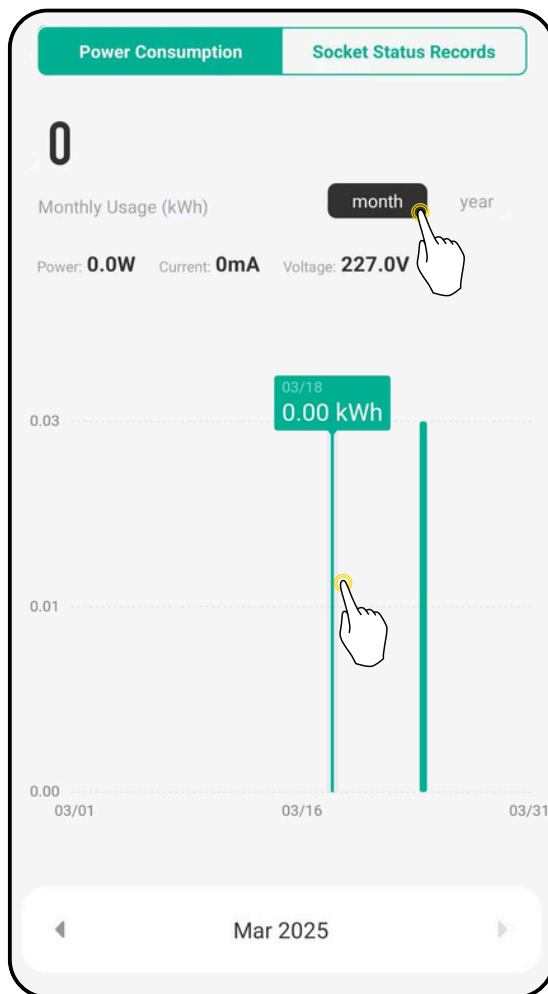 Power Consumption Socket Status Records
0
Monthly Usage (kWh) month year
Power: 0.0W Current: 0mA Voltage: 227.0V
03/18
0.00 kWh
0.03
0.01
0.00
03/01 03/16 03/31
Mar 2025